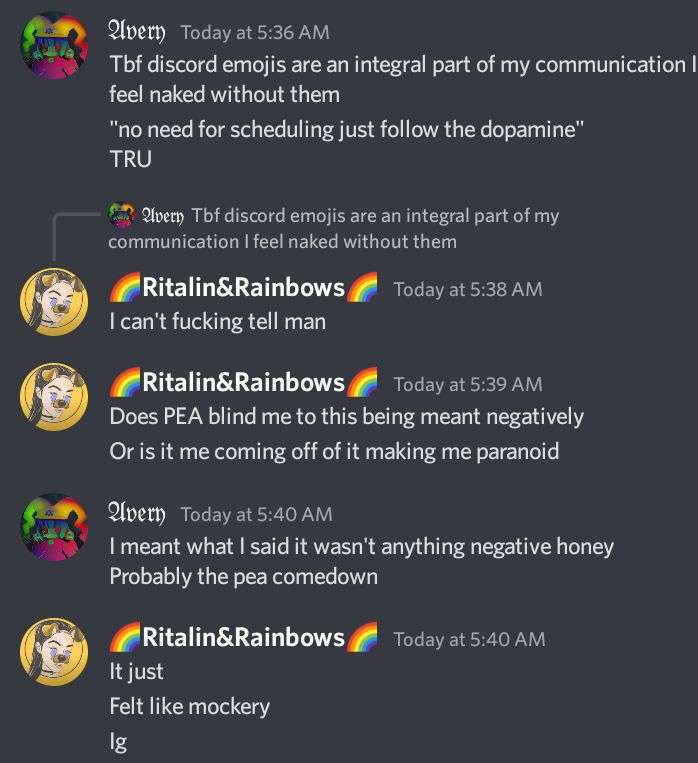 Avery Today at 5:36 AM
Tbf discord emojis are an integral part of my communication I
feel naked without them
"no need for scheduling just follow the dopamine"
TRU
Avery Tbf discord emojis are an integral part of my
communication I feel naked without them
🌈Ritalin&Rainbows🌈 Today at 5:38 AM
I can't fucking tell man
🌈Ritalin&Rainbows🌈 Today at 5:39 AM
Does PEA blind me to this being meant negatively
Or is it me coming off of it making me paranoid
Avery Today at 5:40 AM
I meant what I said it wasn't anything negative honey
Probably the pea comedown
🌈Ritalin&Rainbows🌈 Today at 5:40 AM
It just
Felt like mockery
Ig